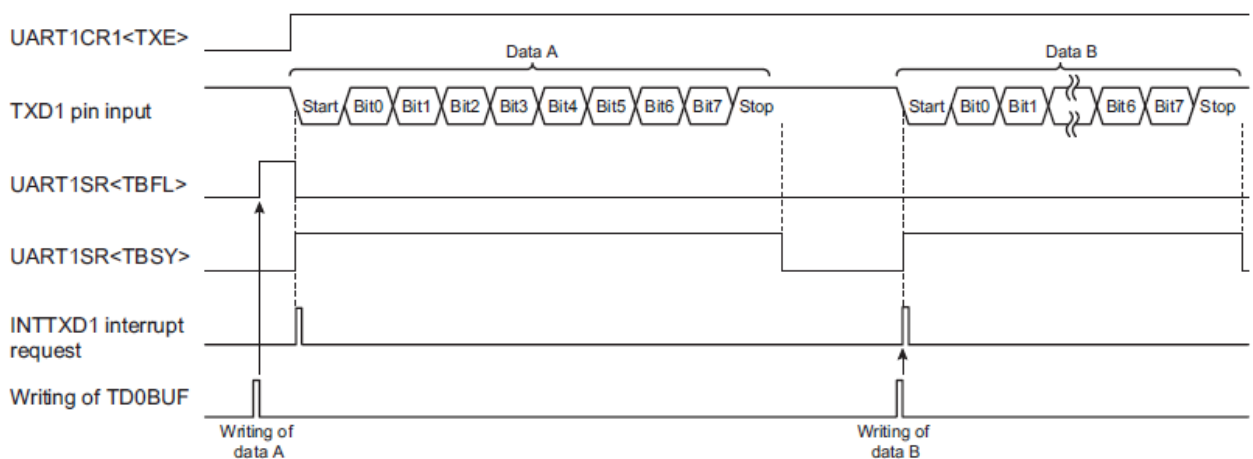 UART1CR1<TXE>
Data A
Data B
TXD1 pin input
Start Bit0 Bit1 Bit2 Bit3 Bit4 Bit5 Bit6 Bit7 Stop
Start Bit0 Bit1 Bit6 Bit7 Stop
UART1SR<TBFL>
UART1SR<TBSY>
INTTXD1 interrupt
request
Writing of TD0BUF
Writing of
data A
Writing of
data B